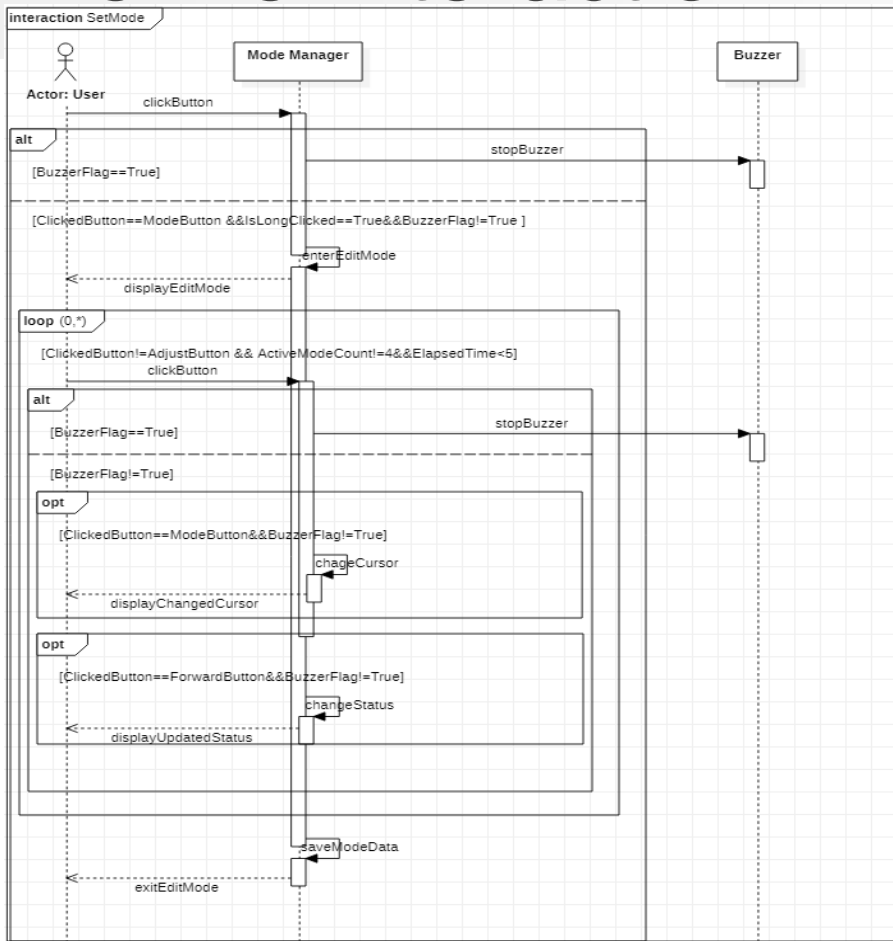 interaction SetMode
Mode Manager
Buzzer
Actor: User
clickButton
alt
stopBuzzer
[BuzzerFlag==True]
[ClickedButton==ModeButton &&IsLongClicked==True&&BuzzerFlag!=True ]
enterEditMode
displayEditMode
loop (0,*)
[ClickedButton!=AdjustButton && ActiveModeCount!=4&&ElapsedTime<5]
clickButton
alt
stopBuzzer
[BuzzerFlag==True]
[BuzzerFlag!=True]
opt
[ClickedButton==ModeButton&&BuzzerFlag!=True]
chageCursor
displayChangedCursor
opt
[ClickedButton==ForwardButton&&BuzzerFlag!=True]
changeStatus
displayUpdatedStatus
saveModeData
exitEditMode